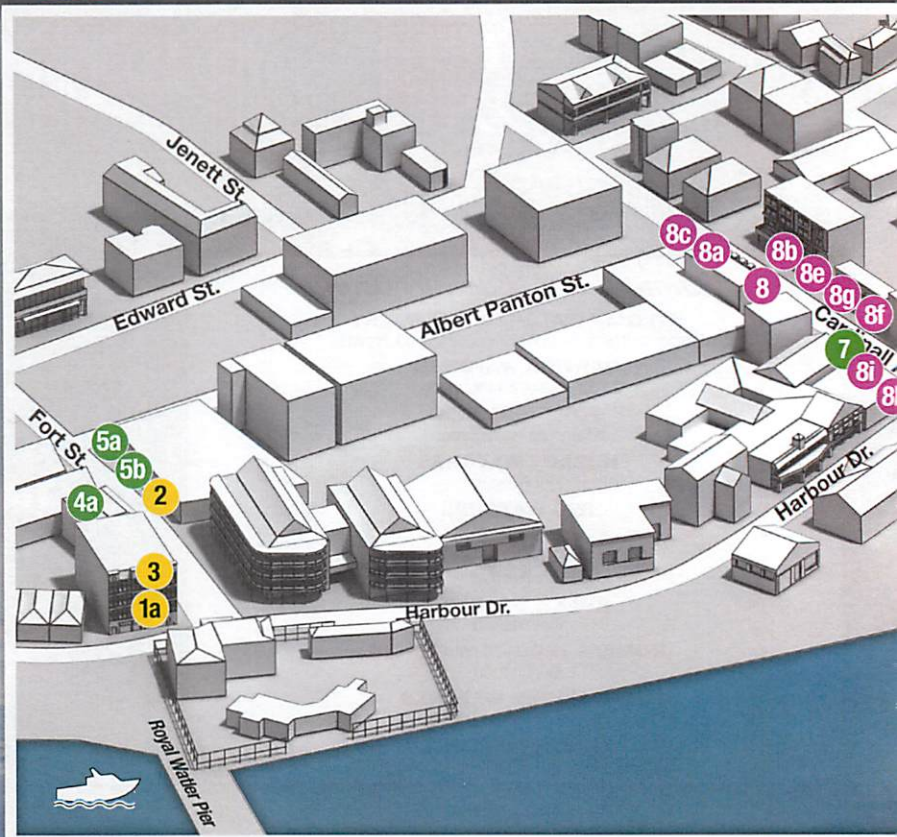 Jenett St.
Edward St.
Albert Panton St.
8c
8a
8b
8e
8g
8f
8
7
8i
Fort St.
5a
5b
2
4a
3
1a
Harbour Dr.
Harbour Dr.
Royal Watler Pier